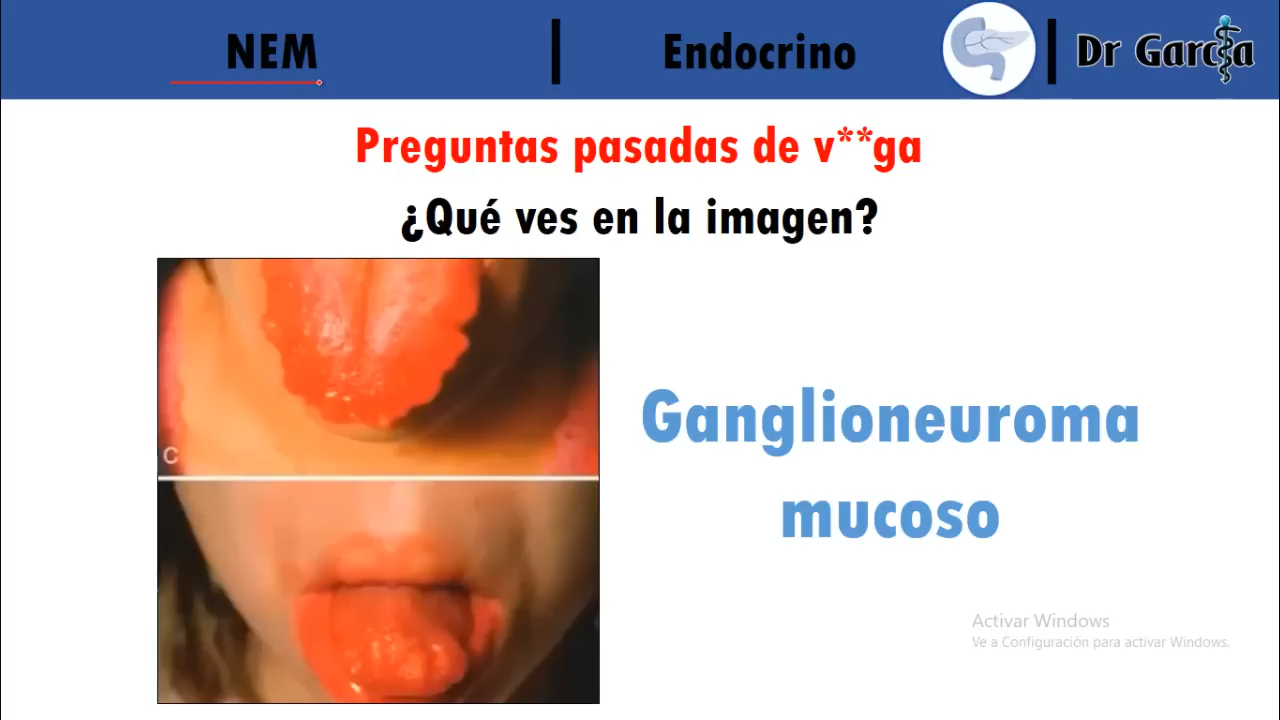 NEM
Endocrino
Dr García
Preguntas pasadas de v**ga
¿Qué ves en la imagen?
C
Ganglioneuroma
mucoso
Activar Windows
Ve a Configuración para activar Windows.